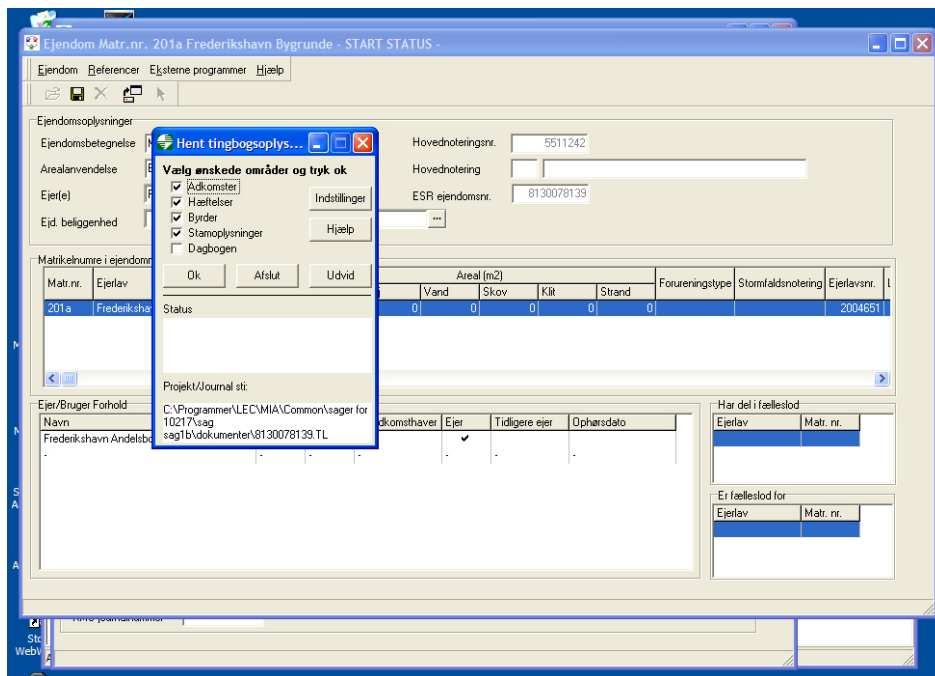 Ejendom Matr.nr. 201a Frederikshavn Bygrunde - START STATUS -
Ejendom Referencer Eksterne programmer Hjælp
Ejendomsoplysninger
Ejendomsbetegnelse
Hovednoteringsnr. 5511242
Arealanvendelse
Hovednotering
Ejer(e)
ESR ejendomsnr. 8130078139
Ejd. beliggenhed
...
Hent tingbogsoplys...
Vælg ønskede områder og tryk ok
Adkomster
Hæftelser
Byrder
Stamoplysninger
Dagbogen
Indstillinger
Hjælp
Ok Afslut Udvid
Status
Projekt/Journal sti:
C:\Programmer\LEC\MIA\Common\sager for
10217\sag
sag1b\dokumenter\8130078139.TL
Matrikelnumre i
Areal (m2)
Matr.nr. Ejerlav Vand Skov Klit Strand Forureningstype Stormfaldsnotering Ejerlavsnr.
201a 0 0 0 0 0 2004651
Ejer/Bruger Forhold
Navn Ejer Tidligere ejer Ophørsdato
Frederikshavn
- - - - - - -
Har del i fælleslod
Ejerlav Matr. nr.
Er fælleslod for
Ejerlav Matr. nr.